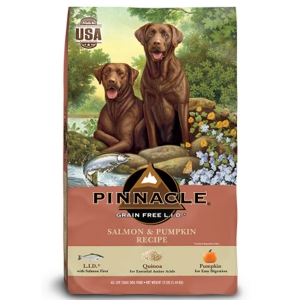 USA
PINNACLE
GRAIN FREE L.I.D.
SALMON & PUMPKIN
RECIPE
L.I.D.*
with Salmon First
Quinoa
for Essential Amino Acids
Pumpkin
for Easy Digestion